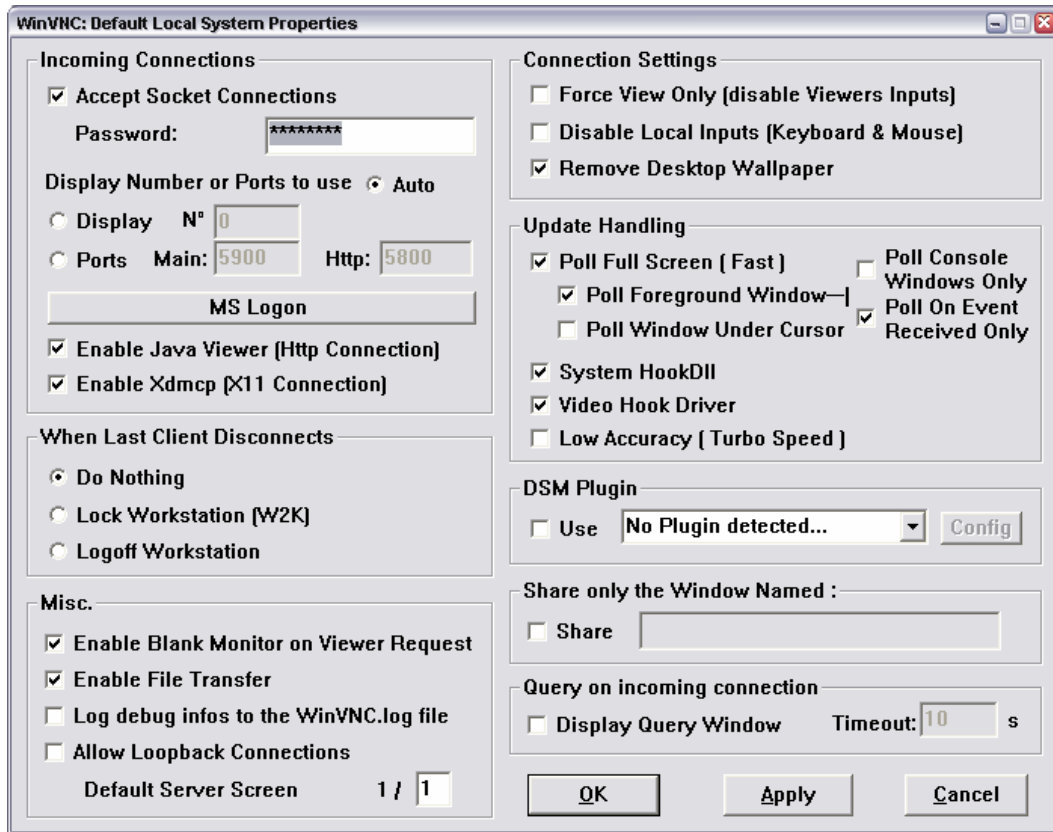 WinVNC: Default Local System Properties
Incoming Connections
Accept Socket Connections
Password: ********
Display Number or Ports to use Auto
Display N° 0
Ports Main: 5900 Http: 5800
MS Logon
Enable Java Viewer (Http Connection)
Enable Xdmcp (X11 Connection)
When Last Client Disconnects
Do Nothing
Lock Workstation (W2K)
Logoff Workstation
Misc.
Enable Blank Monitor on Viewer Request
Enable File Transfer
Log debug infos to the WinVNC.log file
Allow Loopback Connections
Default Server Screen 1 / 1
Connection Settings
Force View Only (disable Viewers Inputs)
Disable Local Inputs (Keyboard & Mouse)
Remove Desktop Wallpaper
Update Handling
Poll Full Screen ( Fast )
Poll Foreground Window—|
Poll Window Under Cursor
Poll Console
Windows Only
Poll On Event
Received Only
System HookDll
Video Hook Driver
Low Accuracy ( Turbo Speed )
DSM Plugin
Use No Plugin detected... Config
Share only the Window Named :
Share
Query on incoming connection
Display Query Window Timeout: 10 s
OK Apply Cancel